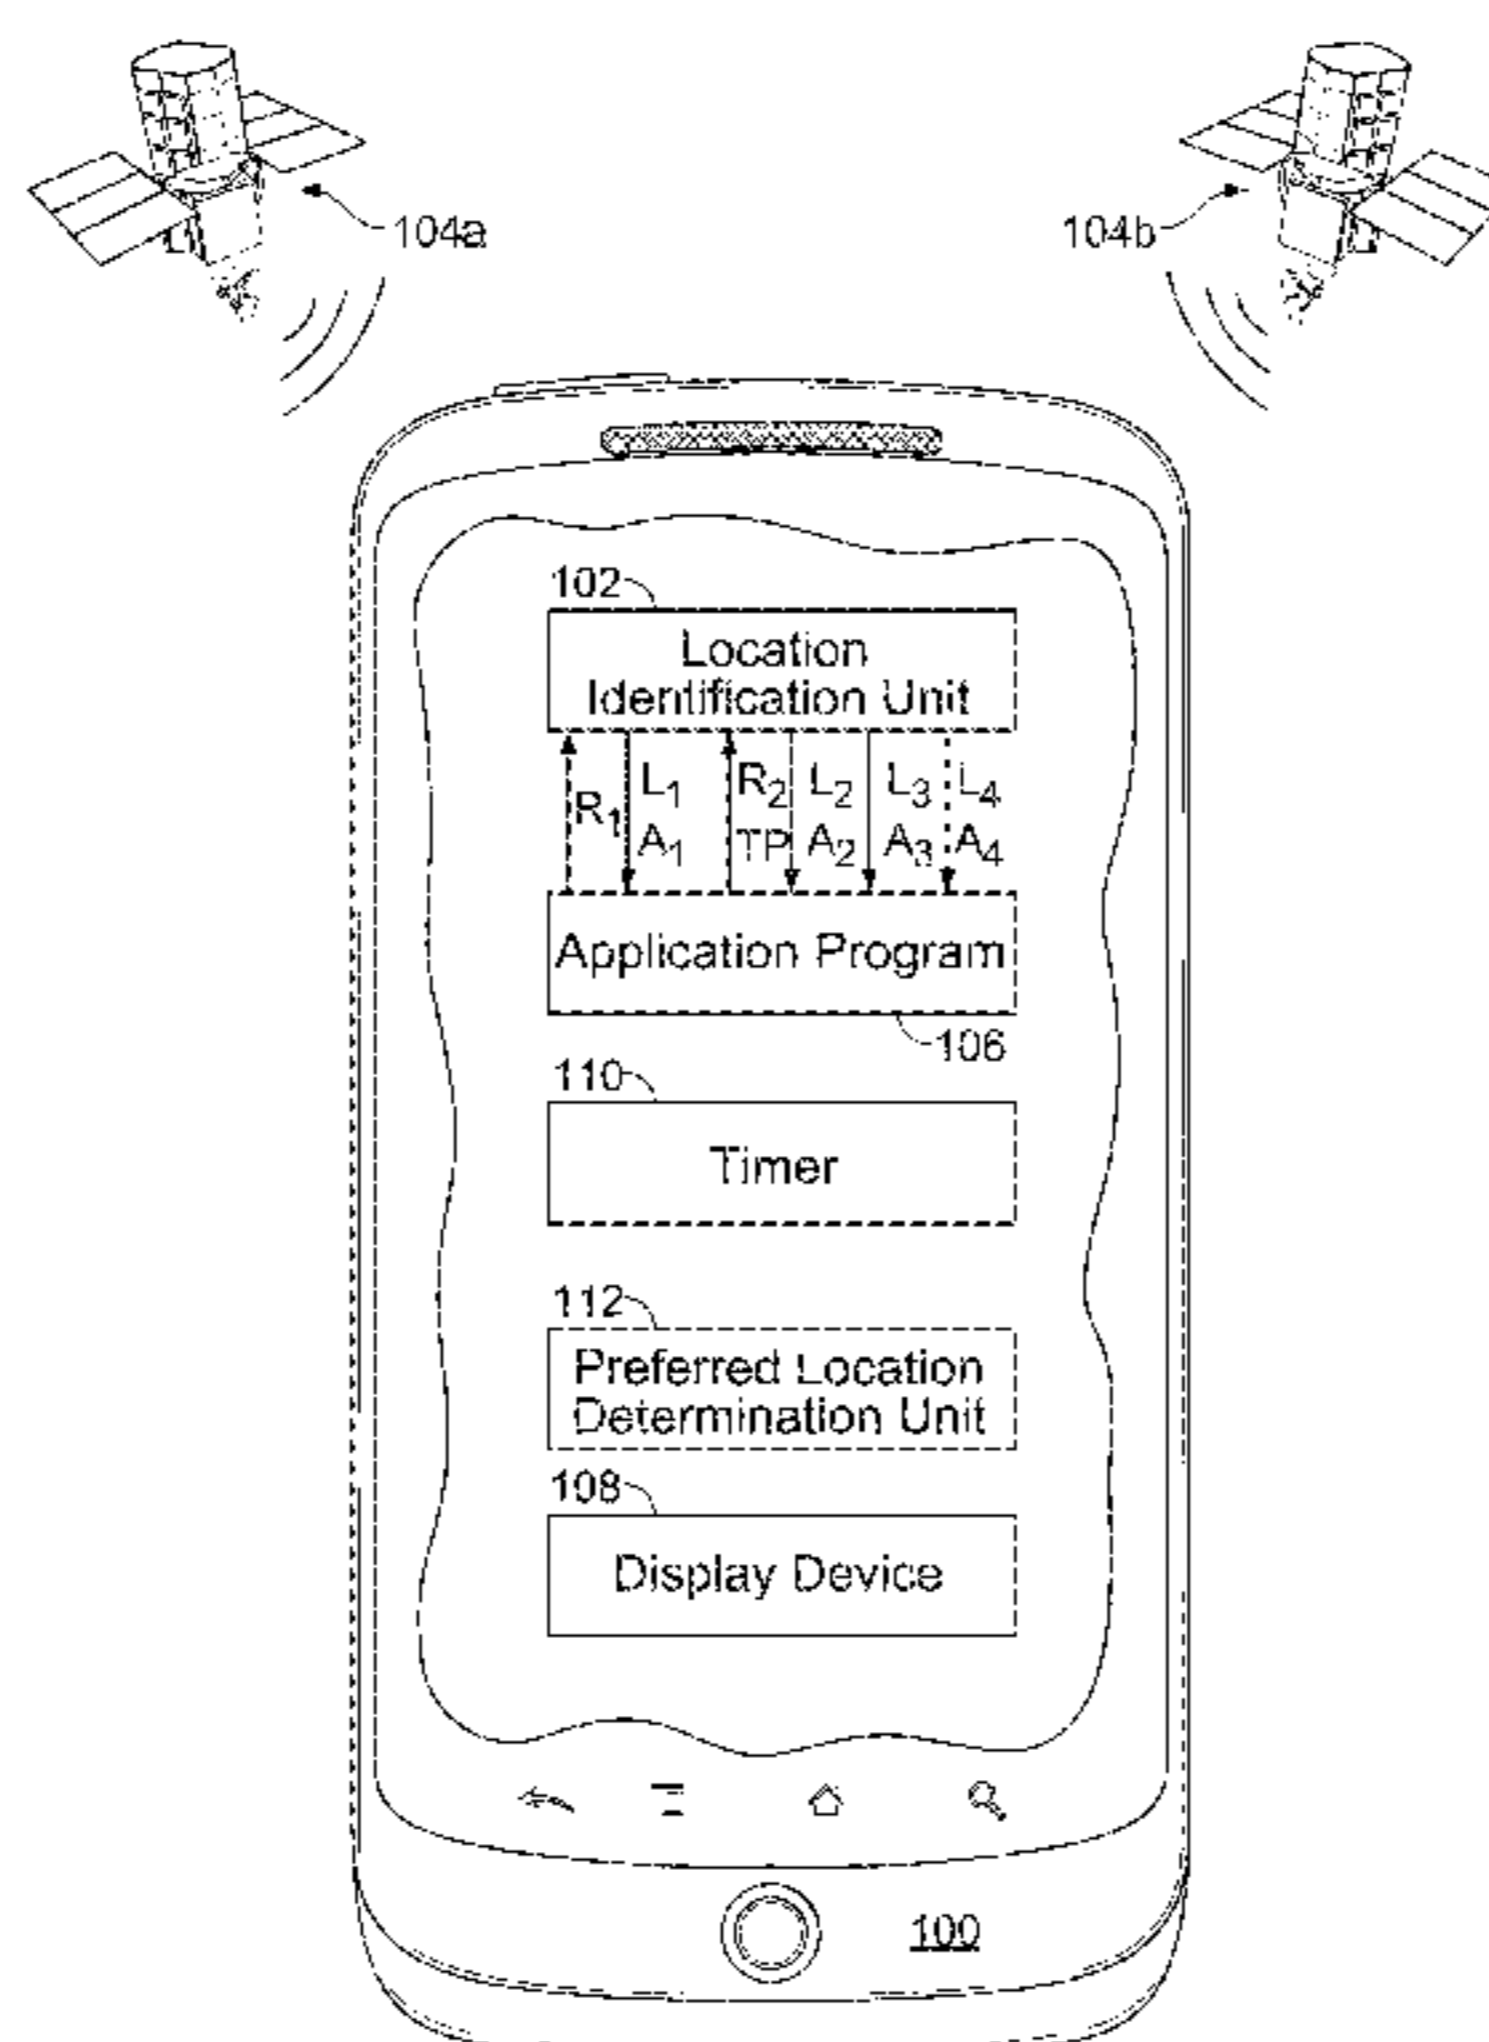 104a
104b
102
Location
Identification Unit
R1 L1 R2 L2 L3 L4
A1 TP A2 A3 A4
Application Program
106
110
Timer
112
Preferred Location
Determination Unit
108
Display Device
100